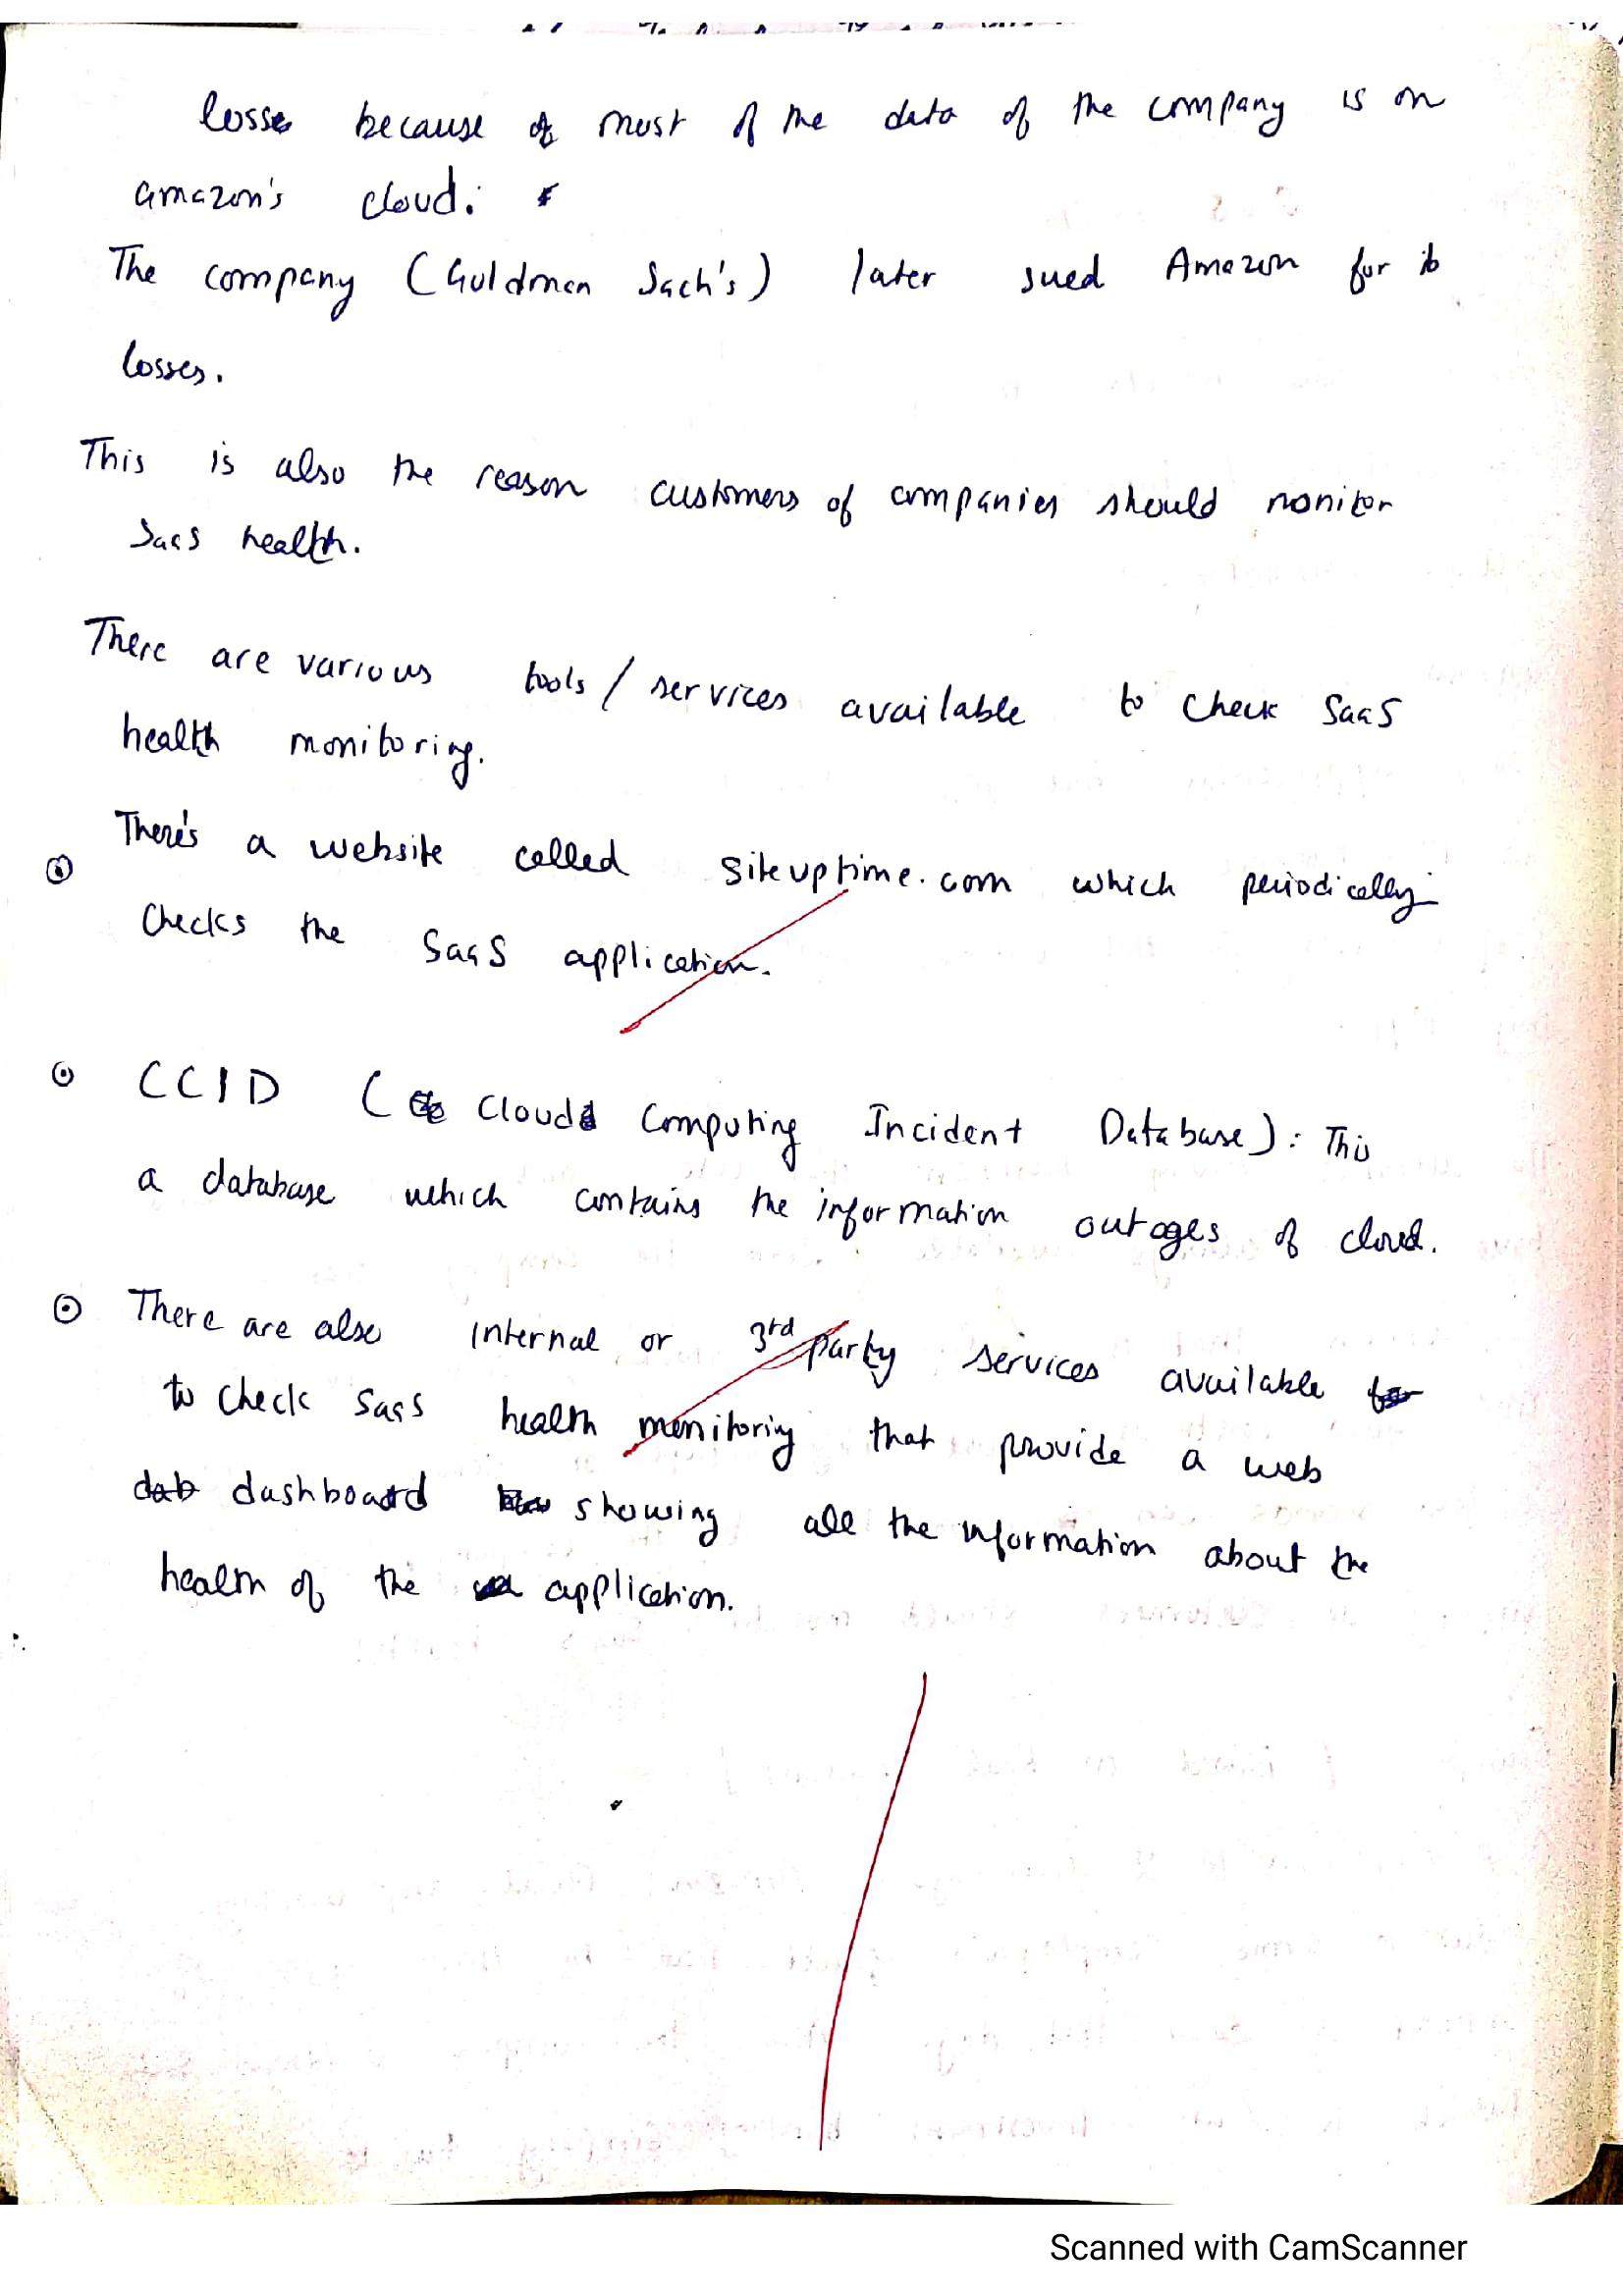 losses because of most of the data of the company is on
amazon's cloud.
The company (Goldman Sach's) later sued Amazon for its
losses.
This is also the reason customers of companies should monitor
SaaS health.
There are various tools / services available to check SaaS
health monitoring.
There's a website called siteuptime.com which periodically
checks the SaaS application.
CCID ( Cloud Computing Incident Database) : This
a database which contains the information outages of cloud.
There are also internal or 3rd party services available
to check SaaS health monitoring that provide a web
dashboard showing all the information about the
health of the application.
Scanned with CamScanner